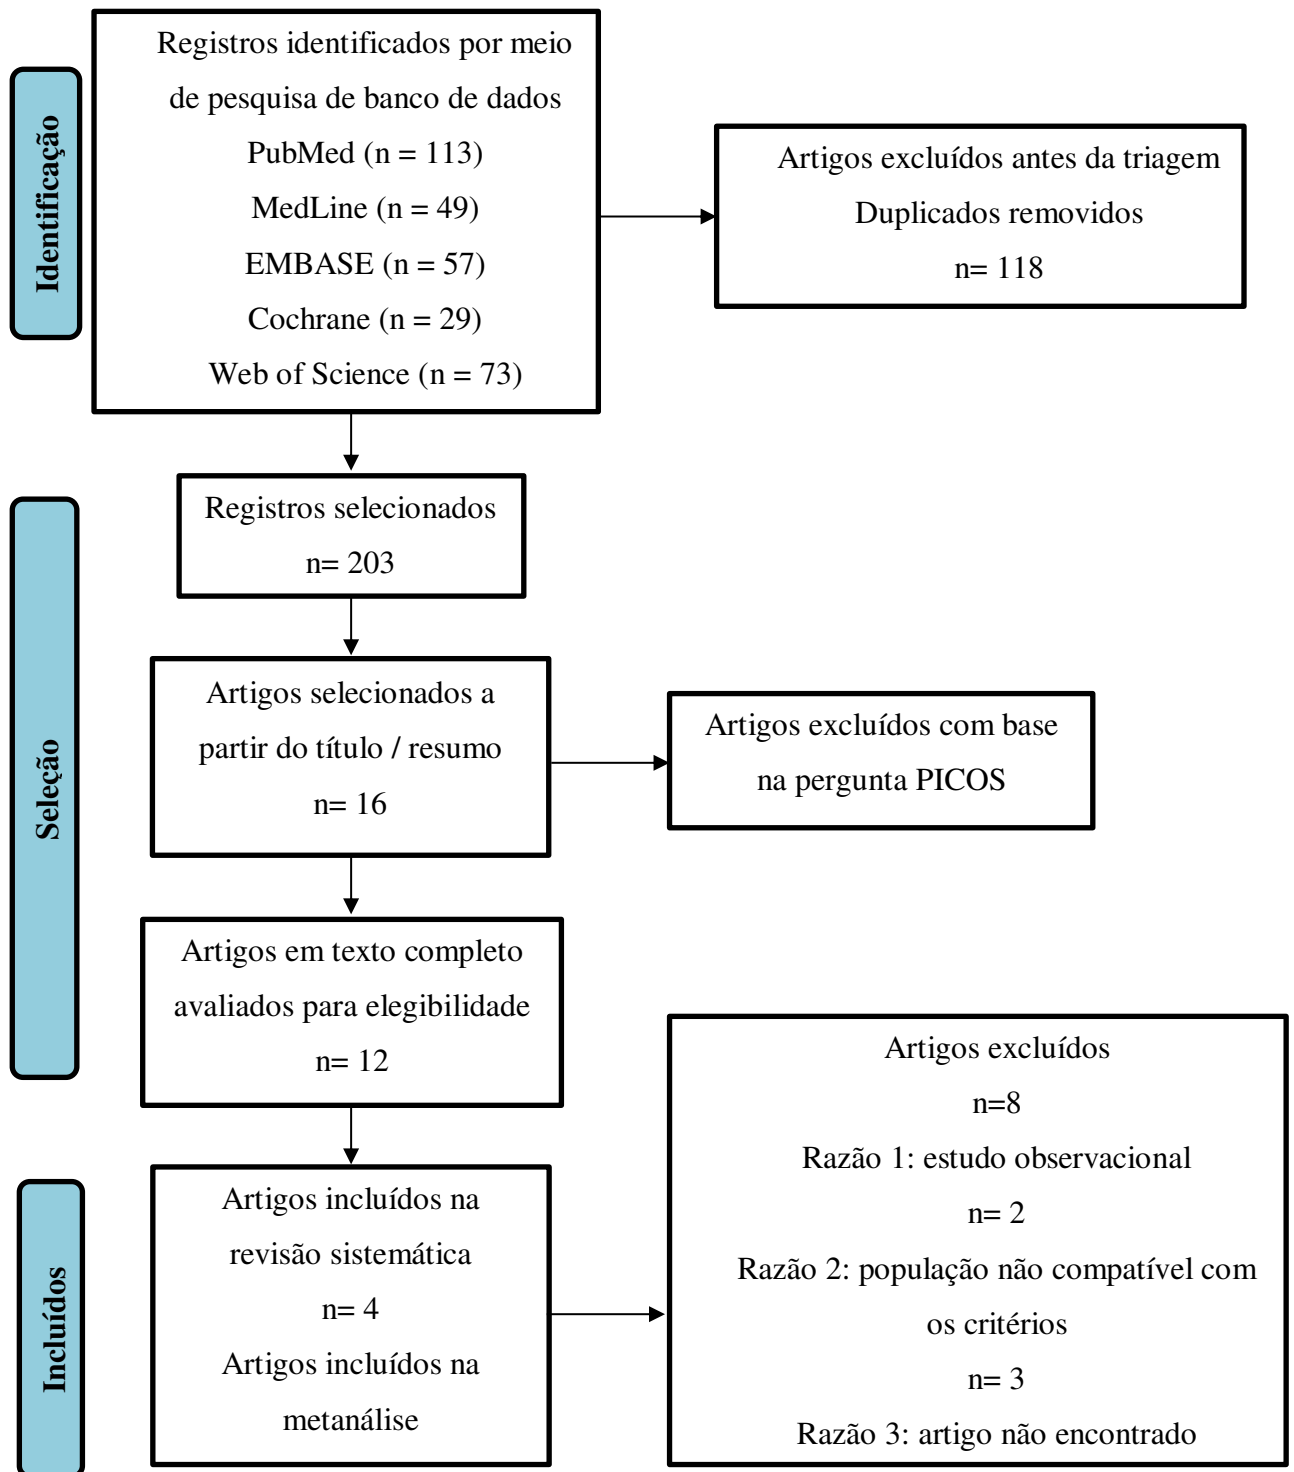 Identificação
Registros identificados por meio
de pesquisa de banco de dados
PubMed (n = 113)
MedLine (n = 49)
EMBASE (n = 57)
Cochrane (n = 29)
Web of Science (n = 73)
Artigos excluídos antes da triagem
Duplicados removidos
n= 118
Seleção
Registros selecionados
n= 203
Artigos selecionados a
partir do título / resumo
n= 16
Artigos excluídos com base
na pergunta PICOS
Artigos em texto completo
avaliados para elegibilidade
n= 12
Incluídos
Artigos incluídos na
revisão sistemática
n= 4
Artigos incluídos na
metanálise
Artigos excluídos
n=8
Razão 1: estudo observacional
n= 2
Razão 2: população não compatível com
os critérios
n= 3
Razão 3: artigo não encontrado